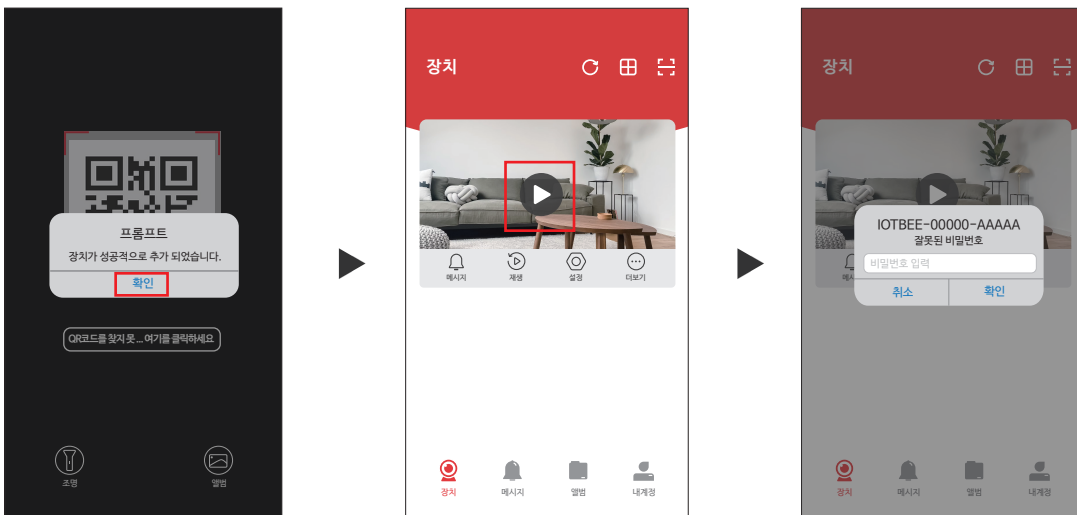 프롬프트
장치가 성공적으로 추가 되었습니다.
확인
QR코드를 찾지 못 ... 여기를 클릭하세요
조명
앨범
장치
메시지
재생
설정
더보기
장치
메시지
앨범
내계정
장치
IOTBEE-00000-AAAAA
잘못된 비밀번호
비밀번호 입력
취소
확인
장치
메시지
앨범
내계정